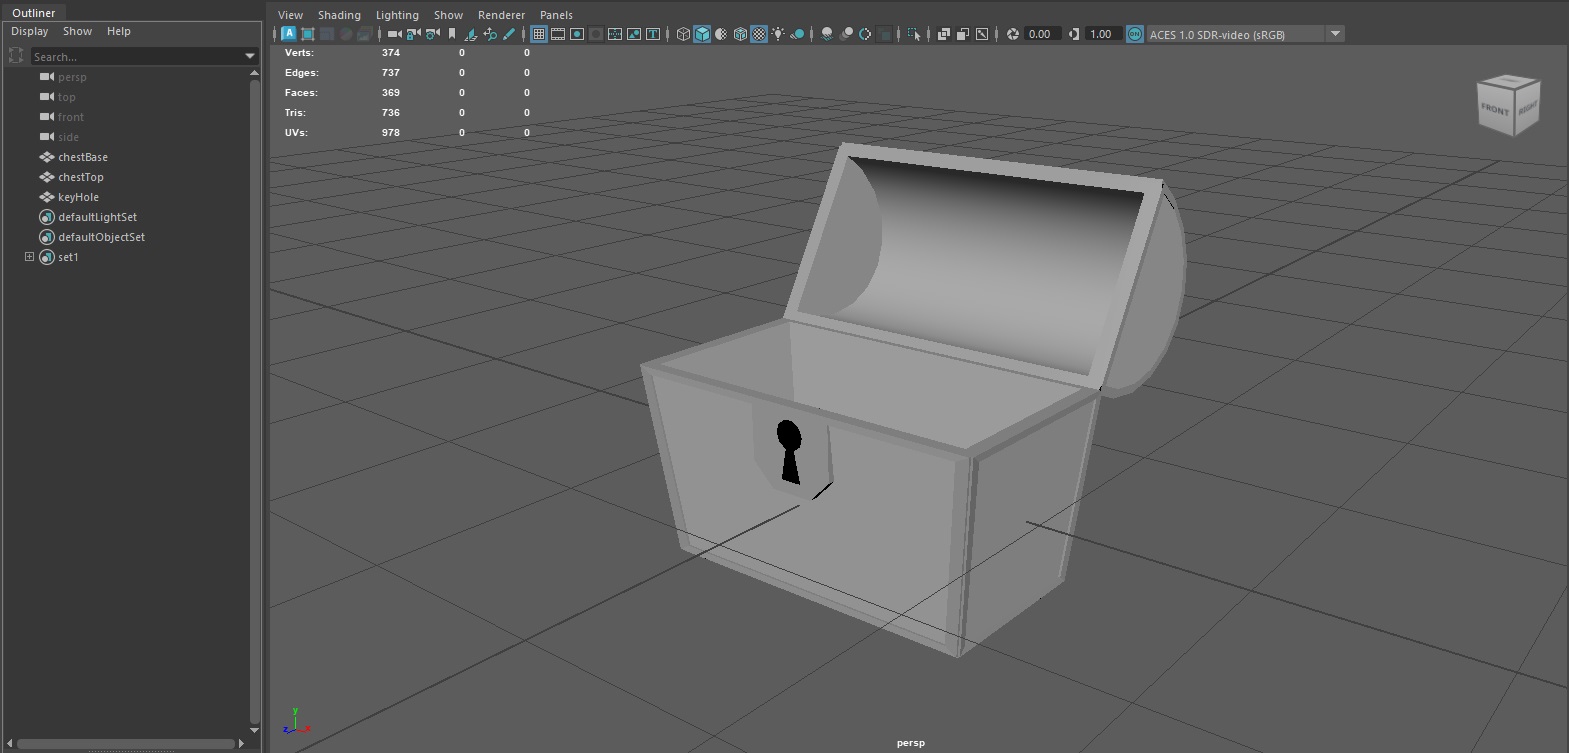 Outliner
Display Show Help
Search...
persp
top
front
side
chestBase
chestTop
keyHole
defaultLightSet
defaultObjectSet
set1
View Shading Lighting Show Renderer Panels
0.00 1.00 ON ACES 1.0 SDR-video (sRGB)
Verts: 374 0 0
Edges: 737 0 0
Faces: 369 0 0
Tris: 736 0 0
UVs: 978 0 0
FRONT RIGHT
y
z x
persp